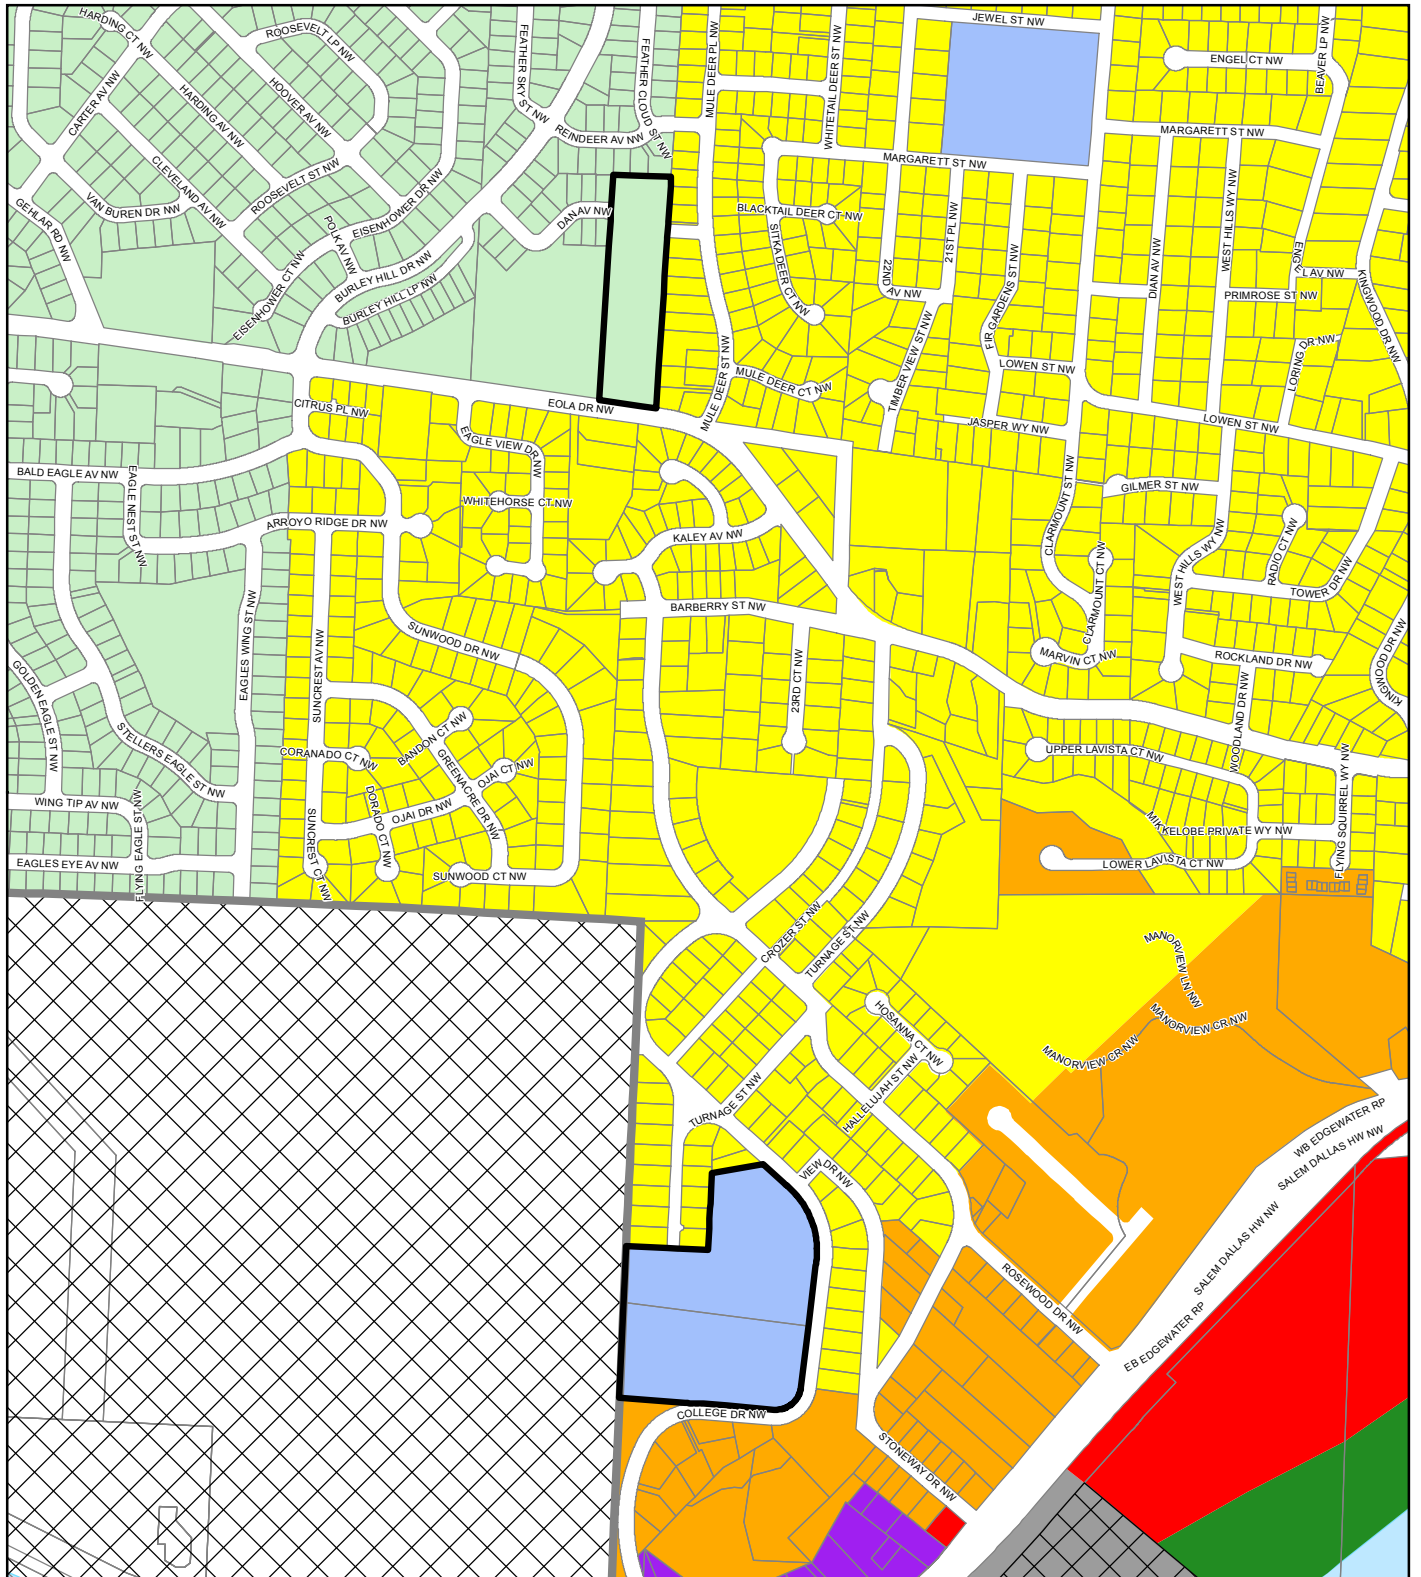 HARDING CT NW
ROOSEVELT LP NW
FEATHER SKY ST NW
FEATHER CLOUD ST NW
MULE DEER PL NW
WHITETAIL DEER ST NW
JEWEL ST NW
ENGEL CT NW
BEAVER LP NW
CARTER AV NW
HARDING AV NW
HOOVER AV NW
REINDEER AV NW
MARGARETT ST NW
MARGARETT ST NW
CLEVELAND AV NW
ROOSEVELT ST NW
VAN BUREN DR NW
GEHLAR RD NW
POLK AV NW
EISENHOWER DR NW
DAN AV NW
BLACKTAIL DEER CT NW
SITKA DEER CT NW
22ND AV NW
21ST PL NW
FIR GARDENS ST NW
DIAN AV NW
WEST HILLS WY NW
ENGEL AV NW
PRIMROSE ST NW
KINGWOOD DR NW
LORING DR NW
EISENHOWER CT NW
BURLEY HILL DR NW
BURLEY HILL LP NW
TIMBER VIEW ST NW
LOWEN ST NW
MULE DEER ST NW
MULE DEER CT NW
CITRUS PL NW
EOLA DR NW
JASPER WY NW
LOWEN ST NW
EAGLE VIEW DR NW
BALD EAGLE AV NW
EAGLE NEST ST NW
WHITEHORSE CT NW
ARROYO RIDGE DR NW
KALEY AV NW
CLARMOUNT ST NW
GILMER ST NW
CLARMOUNT CT NW
WEST HILLS WY NW
RADIO CT NW
TOWER DR NW
BARBERRY ST NW
EAGLES WING ST NW
SUNCREST AV NW
SUNWOOD DR NW
23RD CT NW
MARVIN CT NW
ROCKLAND DR NW
KINGWOOD DR NW
WOODLAND DR NW
GOLDEN EAGLE ST NW
STELLERS EAGLE ST NW
CORANADO CT NW
BANDON CT NW
GREENACRE DR NW
OJAI CT NW
UPPER LAVISTA CT NW
FLYING SQUIRREL WY NW
WING TIP AV NW
FLYING EAGLE ST NW
DORADO CT NW
OJAI DR NW
MIKKELOBE PRIVATE WY NW
LOWER LAVISTA CT NW
EAGLES EYE AV NW
SUNCREST CT NW
SUNWOOD CT NW
CROZER ST NW
TURNAGE ST NW
MANORVIEW LN NW
MANORVIEW CR NW
MANORVIEW CR NW
HOSANNA CT NW
HALLELUJAH ST NW
TURNAGE ST NW
WB EDGEWATER RP
SALEM DALLAS HW NW
VIEW DR NW
SALEM DALLAS HW NW
ROSEWOOD DR NW
EB EDGEWATER RP
COLLEGE DR NW
STONEWAY DR NW